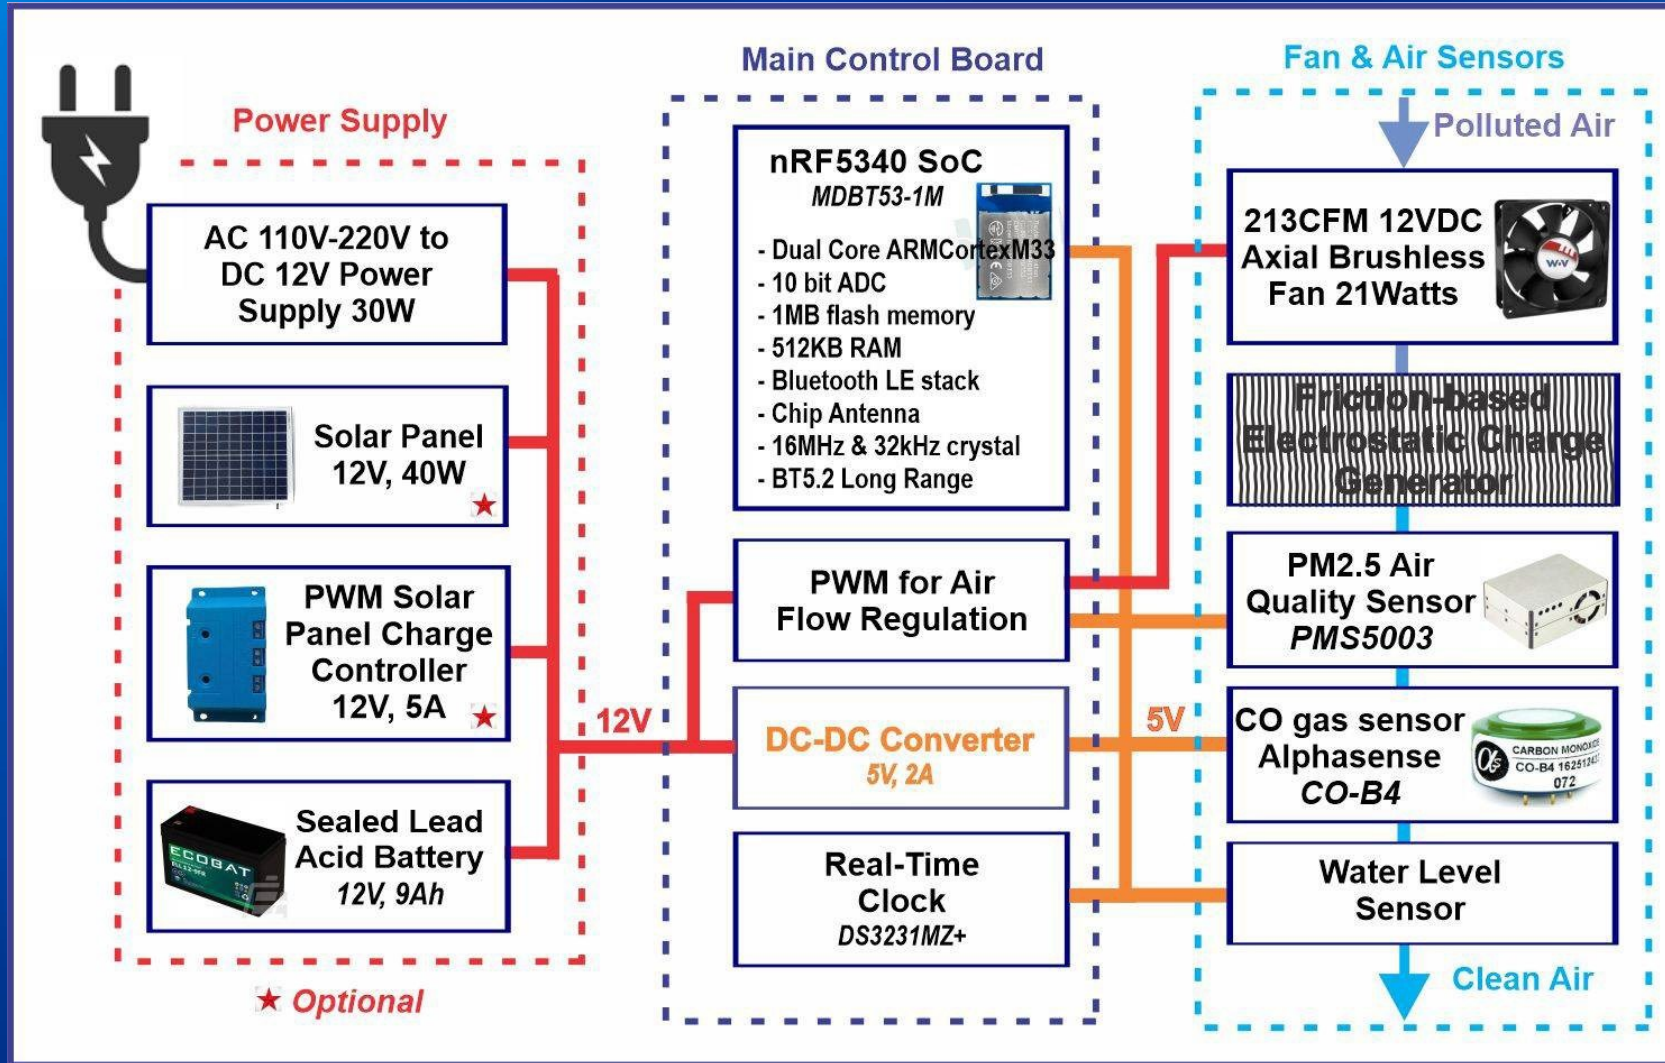 Power Supply
AC 110V-220V to
DC 12V Power
Supply 30W
Solar Panel
12V, 40W
PWM Solar
Panel Charge
Controller
12V, 5A
Sealed Lead
Acid Battery
12V, 9Ah
ECOBAT
Optional
12V
Main Control Board
nRF5340 SoC
MDBT53-1M
- Dual Core ARMCortexM33
- 10 bit ADC
- 1MB flash memory
- 512KB RAM
- Bluetooth LE stack
- Chip Antenna
- 16MHz & 32kHz crystal
- BT5.2 Long Range
PWM for Air
Flow Regulation
DC-DC Converter
5V, 2A
Real-Time
Clock
DS3231MZ+
5V
Fan & Air Sensors
Polluted Air
213CFM 12VDC
Axial Brushless
Fan 21Watts
Friction-based
Electrostatic Charge
Generator
PM2.5 Air
Quality Sensor
PMS5003
CO gas sensor
Alphasense
CO-B4
CARBON MONOXIDE
CO-B4
072
Water Level
Sensor
Clean Air